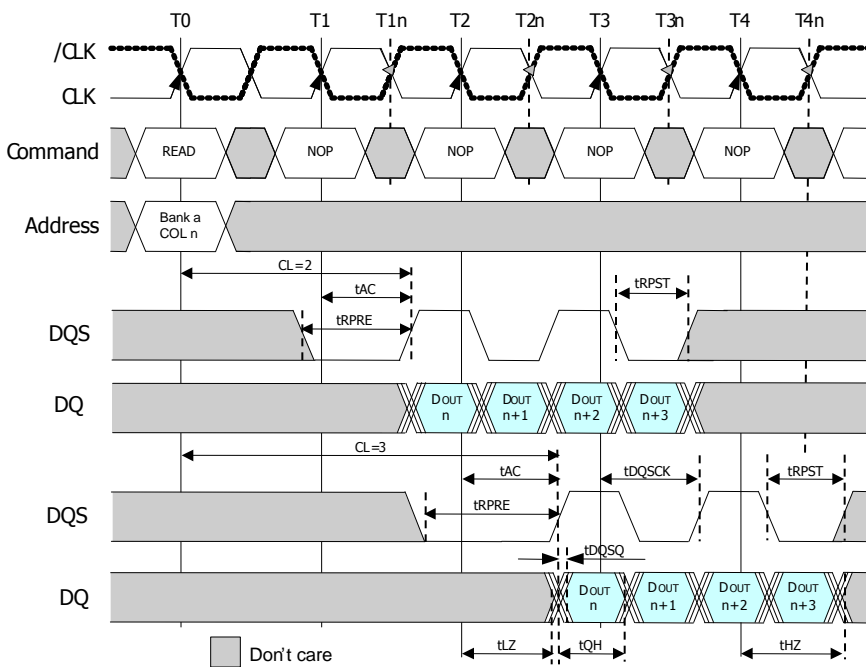 T0 T1 T1n T2 T2n T3 T3n T4 T4n
/CLK
CLK
Command READ NOP NOP NOP NOP
Address Bank a
COL n
CL=2
tAC
tRPST
tRPRE
DQS
DQ DOUT n DOUT n+1 DOUT n+2 DOUT n+3
CL=3
tAC tDQSCK tRPST
tRPRE
DQS
tDQSQ
DQ DOUT n DOUT n+1 DOUT n+2 DOUT n+3
tLZ tQH tHZ
Don't care